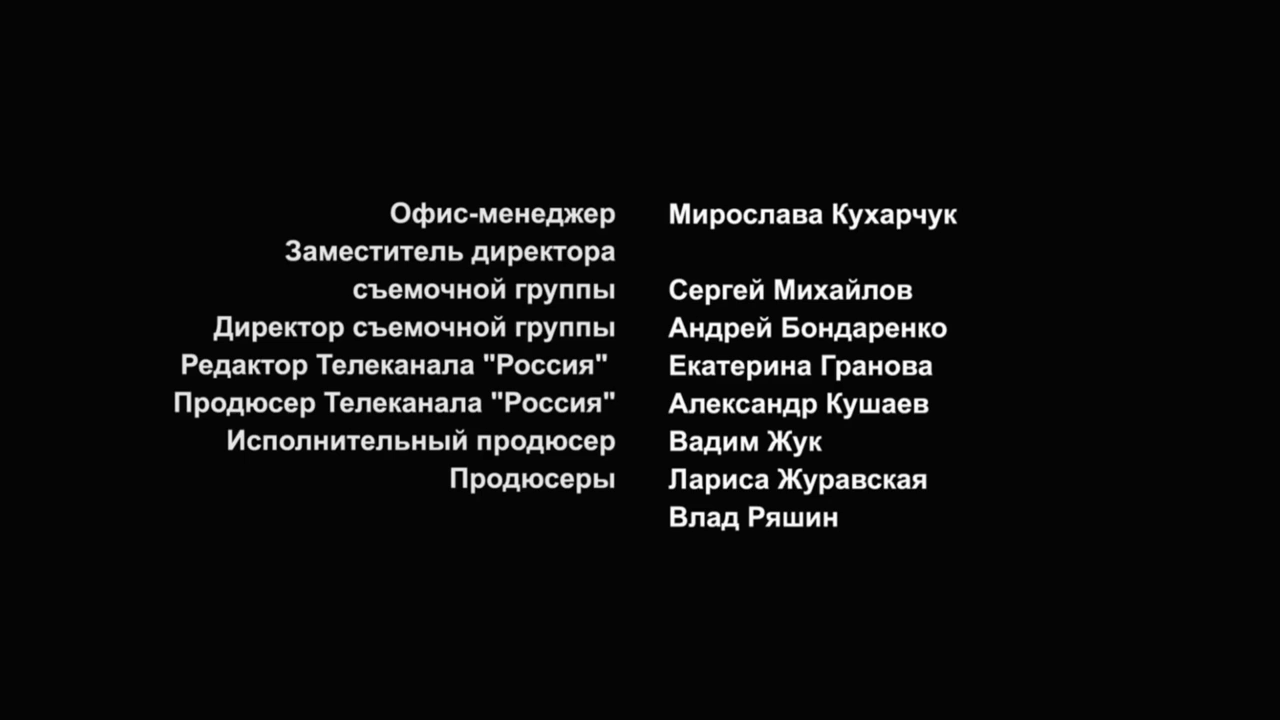 Офис-менеджер Мирослава Кухарчук
Заместитель директора
съемочной группы Сергей Михайлов
Директор съемочной группы Андрей Бондаренко
Редактор Телеканала "Россия" Екатерина Гранова
Продюсер Телеканала "Россия" Александр Кушаев
Исполнительный продюсер Вадим Жук
Продюсеры Лариса Журавская
Влад Ряшин